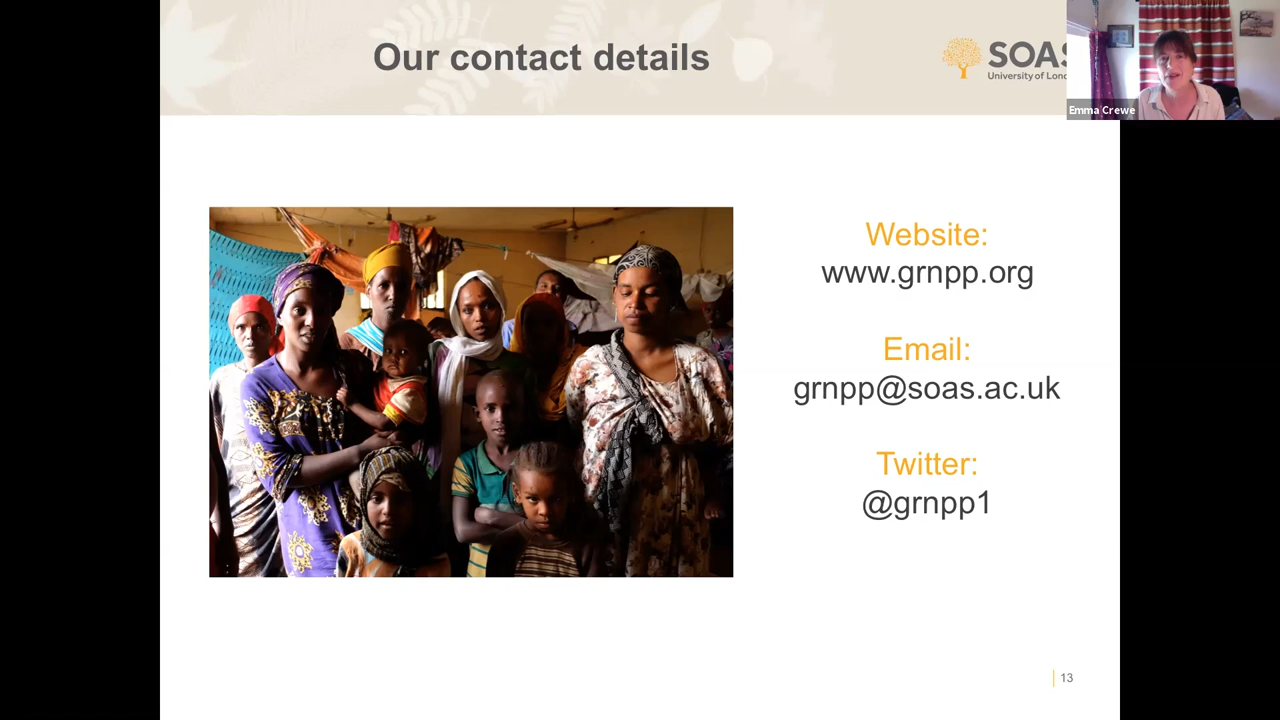 Our contact details
SOAS
University of Lond
Emma Crewe
Website:
www.grnpp.org
Email:
grnpp@soas.ac.uk
Twitter:
@grnpp1
13